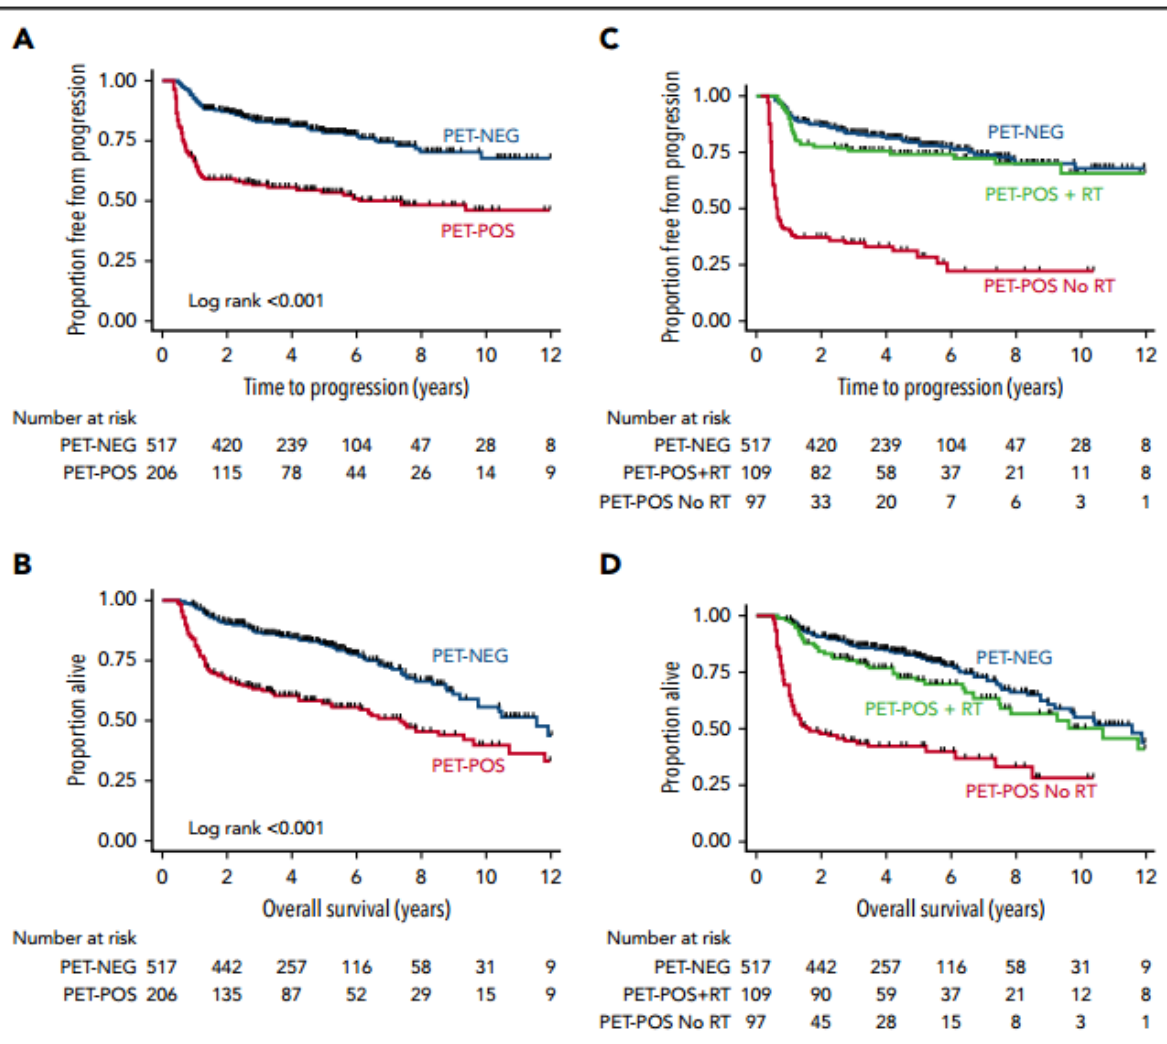 A
Proportion free from progression
1.00
0.75
0.50
0.25
0.00
PET-NEG
PET-POS
Log rank <0.001
0 2 4 6 8 10 12
Time to progression (years)
Number at risk
PET-NEG 517 420 239 104 47 28 8
PET-POS 206 115 78 44 26 14 9
C
Proportion free from progression
1.00
0.75
0.50
0.25
0.00
PET-NEG
PET-POS + RT
PET-POS No RT
0 2 4 6 8 10 12
Time to progression (years)
Number at risk
PET-NEG 517 420 239 104 47 28 8
PET-POS+RT 109 82 58 37 21 11 8
PET-POS No RT 97 33 20 7 6 3 1
B
Proportion alive
1.00
0.75
0.50
0.25
0.00
PET-NEG
PET-POS
Log rank <0.001
0 2 4 6 8 10 12
Overall survival (years)
Number at risk
PET-NEG 517 442 257 116 58 31 9
PET-POS 206 135 87 52 29 15 9
D
Proportion alive
1.00
0.75
0.50
0.25
0.00
PET-NEG
PET-POS + RT
PET-POS No RT
0 2 4 6 8 10 12
Overall survival (years)
Number at risk
PET-NEG 517 442 257 116 58 31 9
PET-POS+RT 109 90 59 37 21 12 8
PET-POS No RT 97 45 28 15 8 3 1